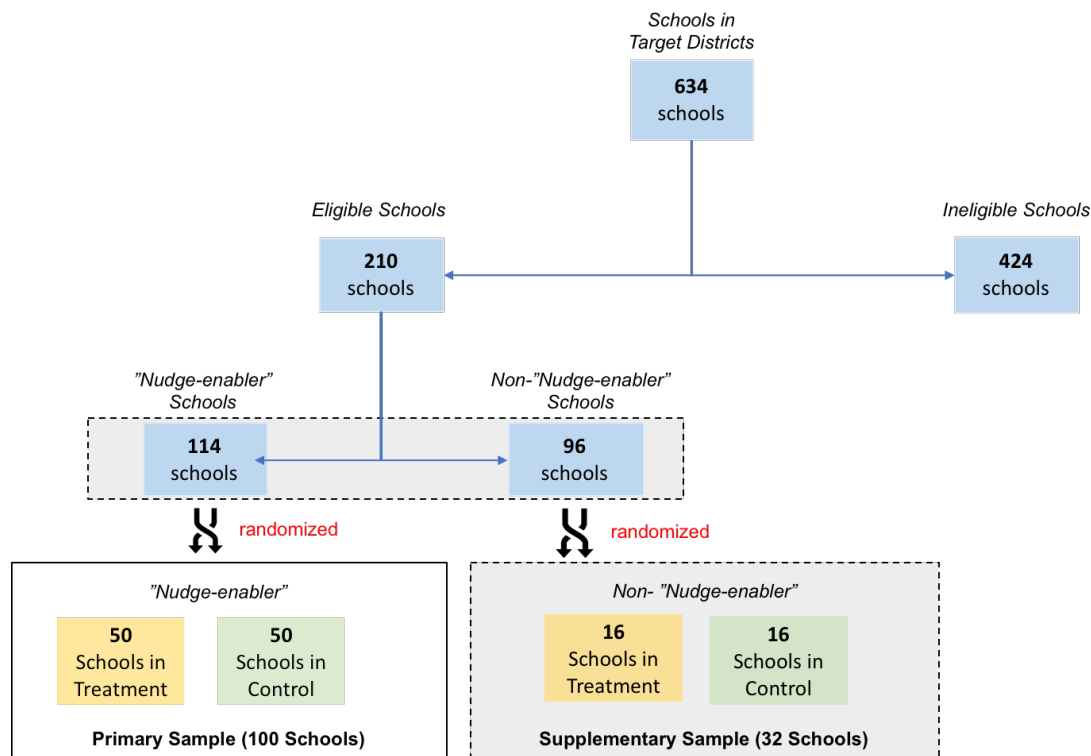 Schools in
Target Districts
634
schools
Eligible Schools
Ineligible Schools
210
schools
424
schools
”Nudge-enabler”
Schools
Non-”Nudge-enabler”
Schools
114
schools
96
schools
randomized
randomized
”Nudge-enabler”
50
Schools in
Treatment
50
Schools in
Control
Primary Sample (100 Schools)
Non- ”Nudge-enabler”
16
Schools in
Treatment
16
Schools in
Control
Supplementary Sample (32 Schools)